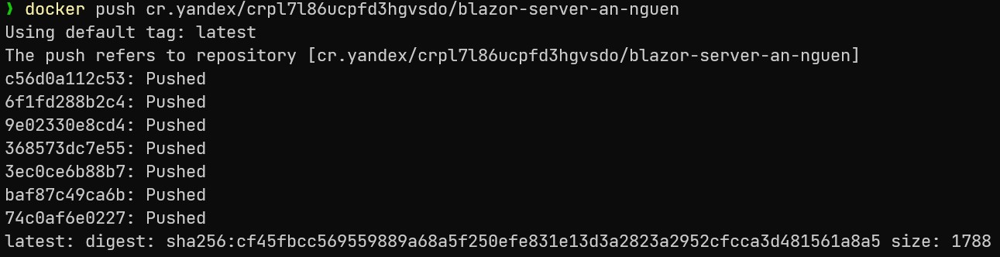 ❯ docker push cr.yandex/crpl7l86ucpfd3hgvsdo/blazor-server-an-nguen
Using default tag: latest
The push refers to repository [cr.yandex/crpl7l86ucpfd3hgvsdo/blazor-server-an-nguen]
c56d0a112c53: Pushed
6f1fd288b2c4: Pushed
9e02330e8cd4: Pushed
368573dc7e55: Pushed
3ec0ce6b88b7: Pushed
baf87c49ca6b: Pushed
74c0af6e0227: Pushed
latest: digest: sha256:cf45fbcc569559889a68a5f250efe831e13d3a2823a2952cfcca3d481561a8a5 size: 1788